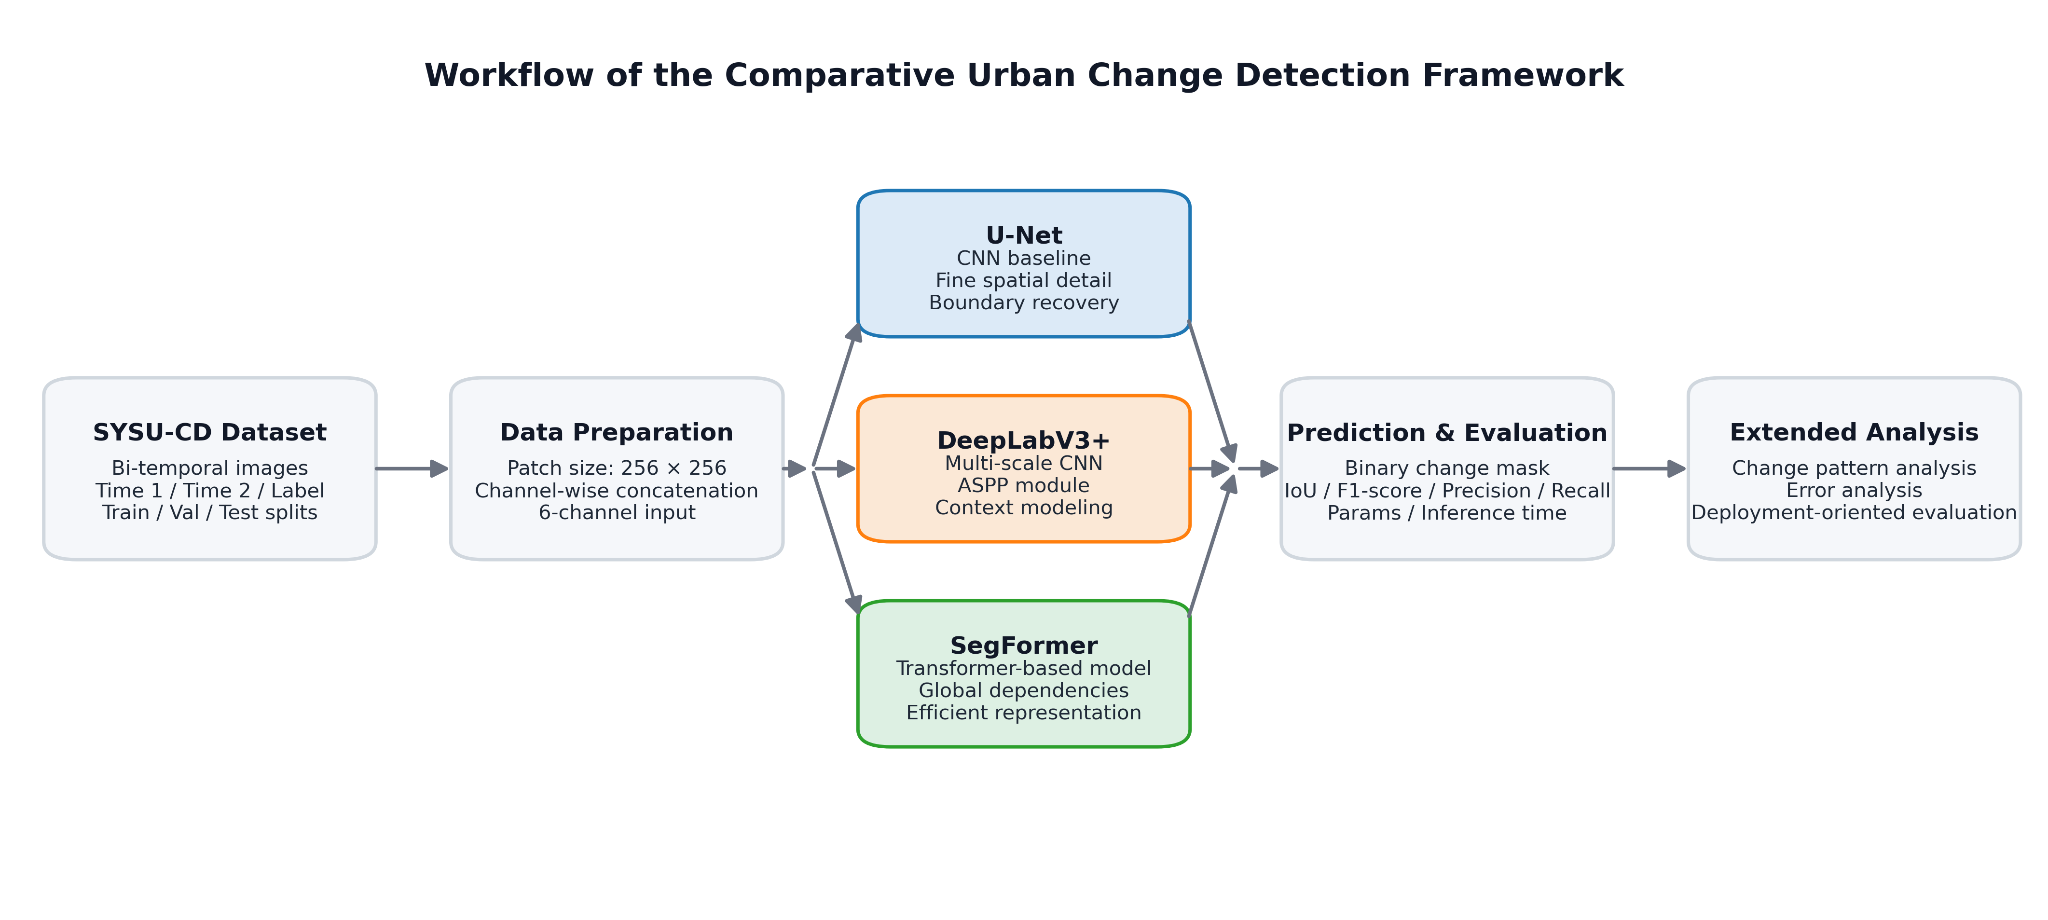 Workflow of the Comparative Urban Change Detection Framework
SYSU-CD Dataset
Bi-temporal images
Time 1 / Time 2 / Label
Train / Val / Test splits
Data Preparation
Patch size: 256 × 256
Channel-wise concatenation
6-channel input
U-Net
CNN baseline
Fine spatial detail
Boundary recovery
DeepLabV3+
Multi-scale CNN
ASPP module
Context modeling
SegFormer
Transformer-based model
Global dependencies
Efficient representation
Prediction & Evaluation
Binary change mask
IoU / F1-score / Precision / Recall
Params / Inference time
Extended Analysis
Change pattern analysis
Error analysis
Deployment-oriented evaluation